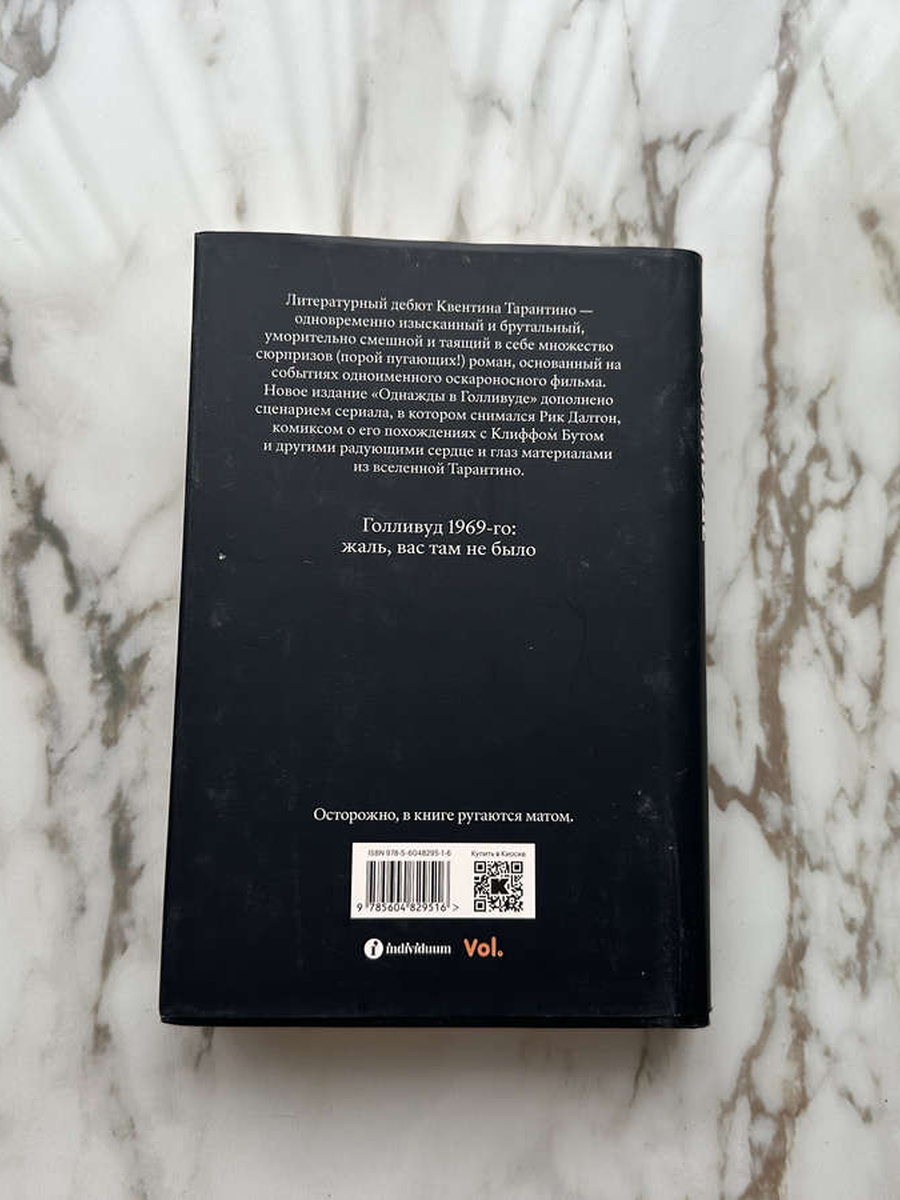 Литературный дебют Квентина Тарантино —
одновременно изысканный и брутальный,
уморительно смешной и таящий в себе множество
сюрпризов (порой пугающих!) роман, основанный на
событиях одноименного оскароносного фильма.
Новое издание «Однажды в Голливуде» дополнено
сценарием сериала, в котором снимался Рик Далтон,
комиксом о его похождениях с Клиффом Бутом
и другими радующими сердце и глаз материалами
из вселенной Тарантино.
Голливуд 1969-го:
жаль, вас там не было
Осторожно, в книге ругаются матом.
ISBN 978-5-6048295-1-6
Купить в Киоске
9 785604 829516 >
individuum
Vol.